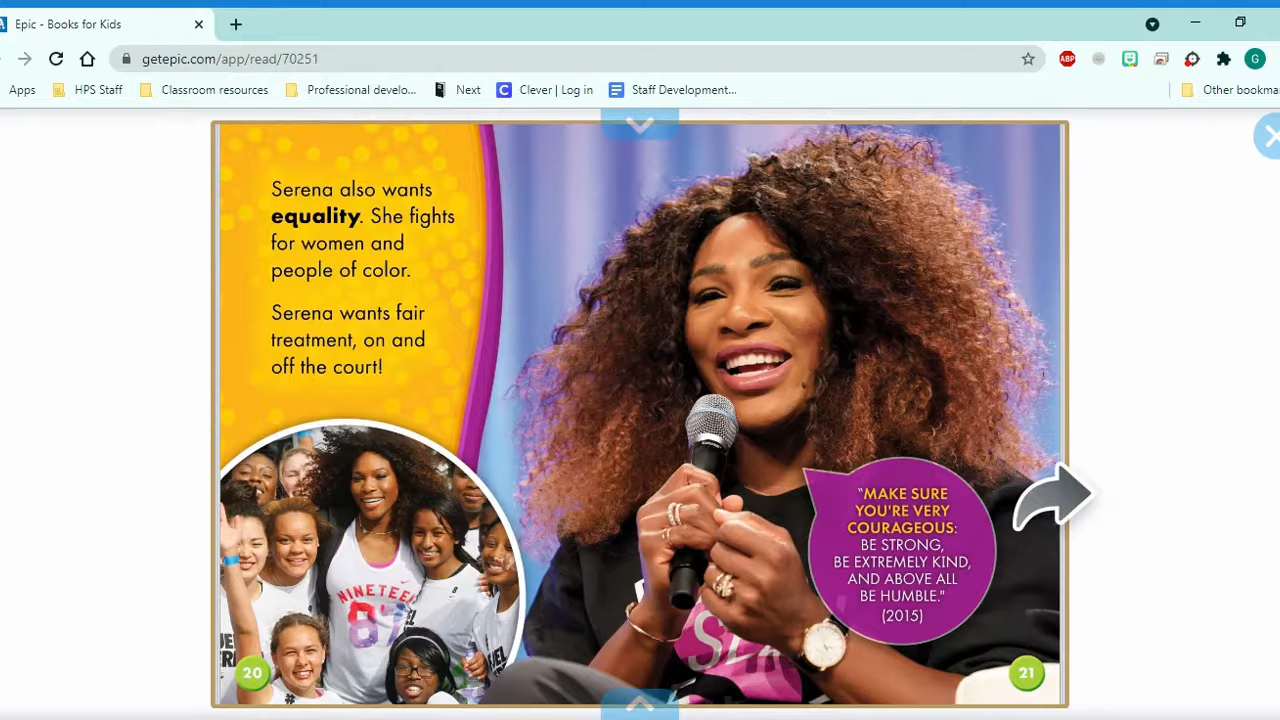 Epic - Books for Kids
getepic.com/app/read/70251
ABP
G
Apps
HPS Staff
Classroom resources
Professional develo...
Next
C
Clever | Log in
Staff Development...
Other bookma
Serena also wants
equality. She fights
for women and
people of color.
Serena wants fair
treatment, on and
off the court!
NINETEEN
"MAKE SURE
YOU'RE VERY
COURAGEOUS:
BE STRONG,
BE EXTREMELY KIND,
AND ABOVE ALL
BE HUMBLE."
(2015)
20
21